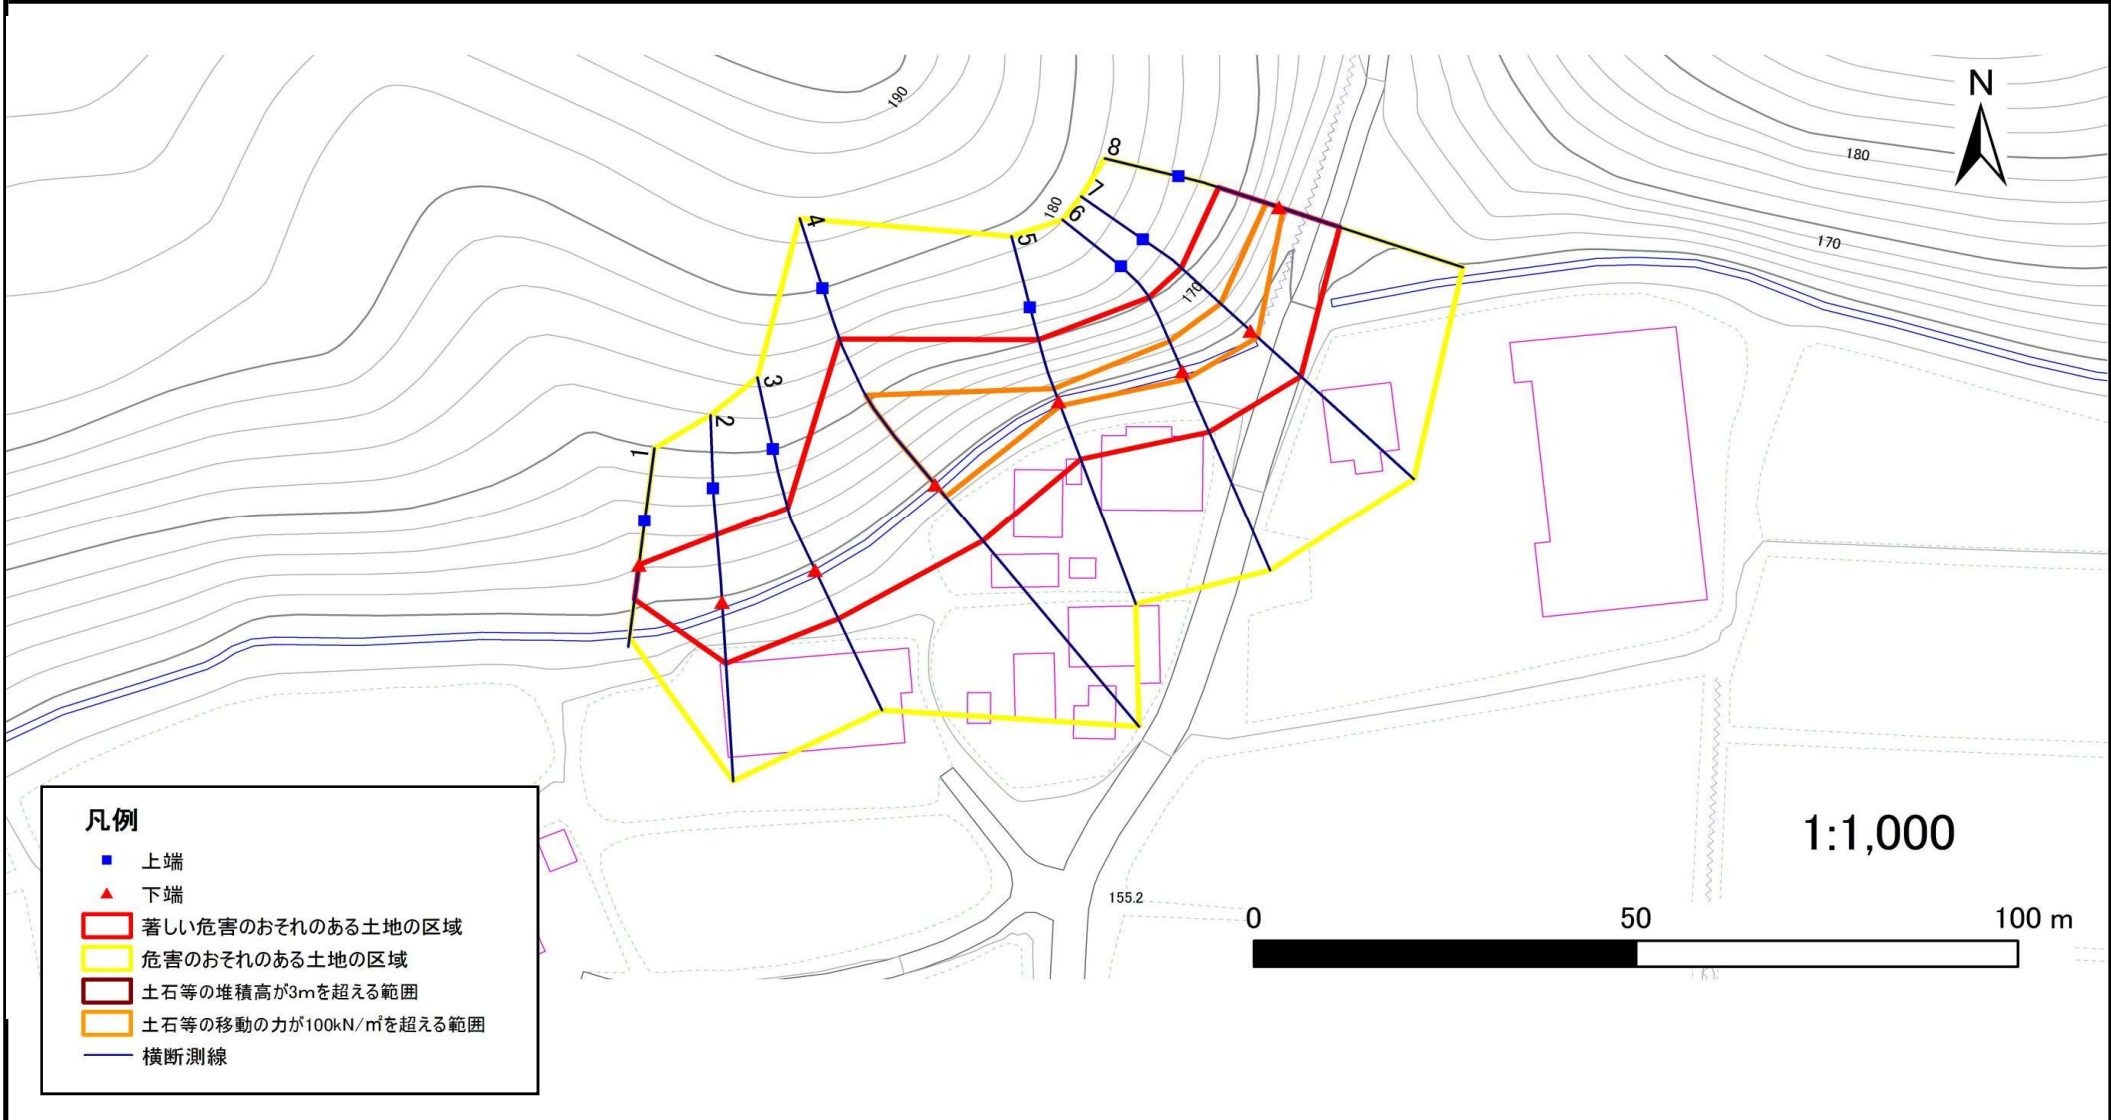 190
N
8
180
7
180
6
4
5
170
170
3
2
1
凡例
上端
下端
著しい危害のおそれのある土地の区域
危害のおそれのある土地の区域
土石等の堆積高が3mを超える範囲
土石等の移動の力が100kN/㎡を超える範囲
横断測線
1:1,000
155.2
0 50 100 m